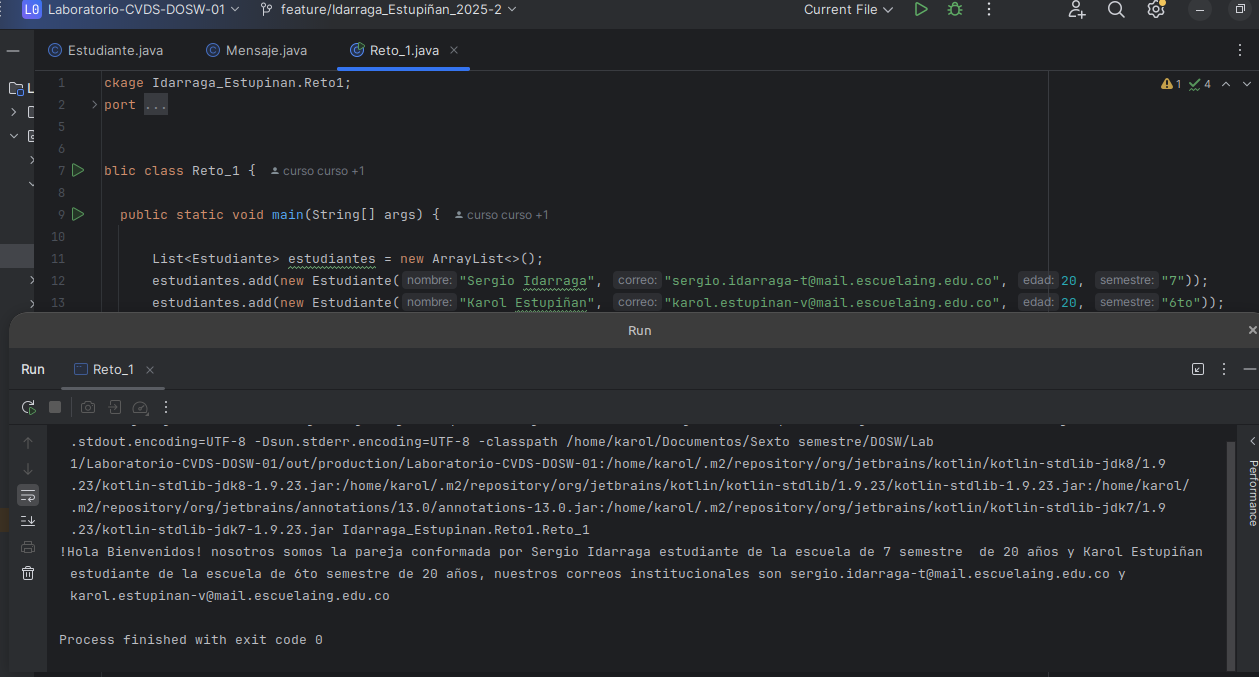 L0 Laboratorio-CVDS-DOSW-01 feature/Idarraga_Estupiñan_2025-2 Current File
Estudiante.java Mensaje.java Reto_1.java
L
1 ckage Idarraga_Estupinan.Reto1; 1 4
2 port ...
5
6
7 blic class Reto_1 { curso curso +1
8
9 public static void main(String[] args) { curso curso +1
10
11 List<Estudiante> estudiantes = new ArrayList<>();
12 estudiantes.add(new Estudiante( nombre: "Sergio Idarraga", correo: "sergio.idarraga-t@mail.escuelaing.edu.co", edad: 20, semestre: "7"));
13 estudiantes.add(new Estudiante( nombre: "Karol Estupiñan", correo: "karol.estupinan-v@mail.escuelaing.edu.co", edad: 20, semestre: "6to"));
Run
Run Reto_1
.stdout.encoding=UTF-8 -Dsun.stderr.encoding=UTF-8 -classpath /home/karol/Documentos/Sexto semestre/DOSW/Lab
1/Laboratorio-CVDS-DOSW-01/out/production/Laboratorio-CVDS-DOSW-01:/home/karol/.m2/repository/org/jetbrains/kotlin/kotlin-stdlib-jdk8/1.9
.23/kotlin-stdlib-jdk8-1.9.23.jar:/home/karol/.m2/repository/org/jetbrains/kotlin/kotlin-stdlib/1.9.23/kotlin-stdlib-1.9.23.jar:/home/karol/
.m2/repository/org/jetbrains/annotations/13.0/annotations-13.0.jar:/home/karol/.m2/repository/org/jetbrains/kotlin/kotlin-stdlib-jdk7/1.9
.23/kotlin-stdlib-jdk7-1.9.23.jar Idarraga_Estupinan.Reto1.Reto_1
!Hola Bienvenidos! nosotros somos la pareja conformada por Sergio Idarraga estudiante de la escuela de 7 semestre  de 20 años y Karol Estupiñan
estudiante de la escuela de 6to semestre de 20 años, nuestros correos institucionales son sergio.idarraga-t@mail.escuelaing.edu.co y
karol.estupinan-v@mail.escuelaing.edu.co
Process finished with exit code 0
Performance